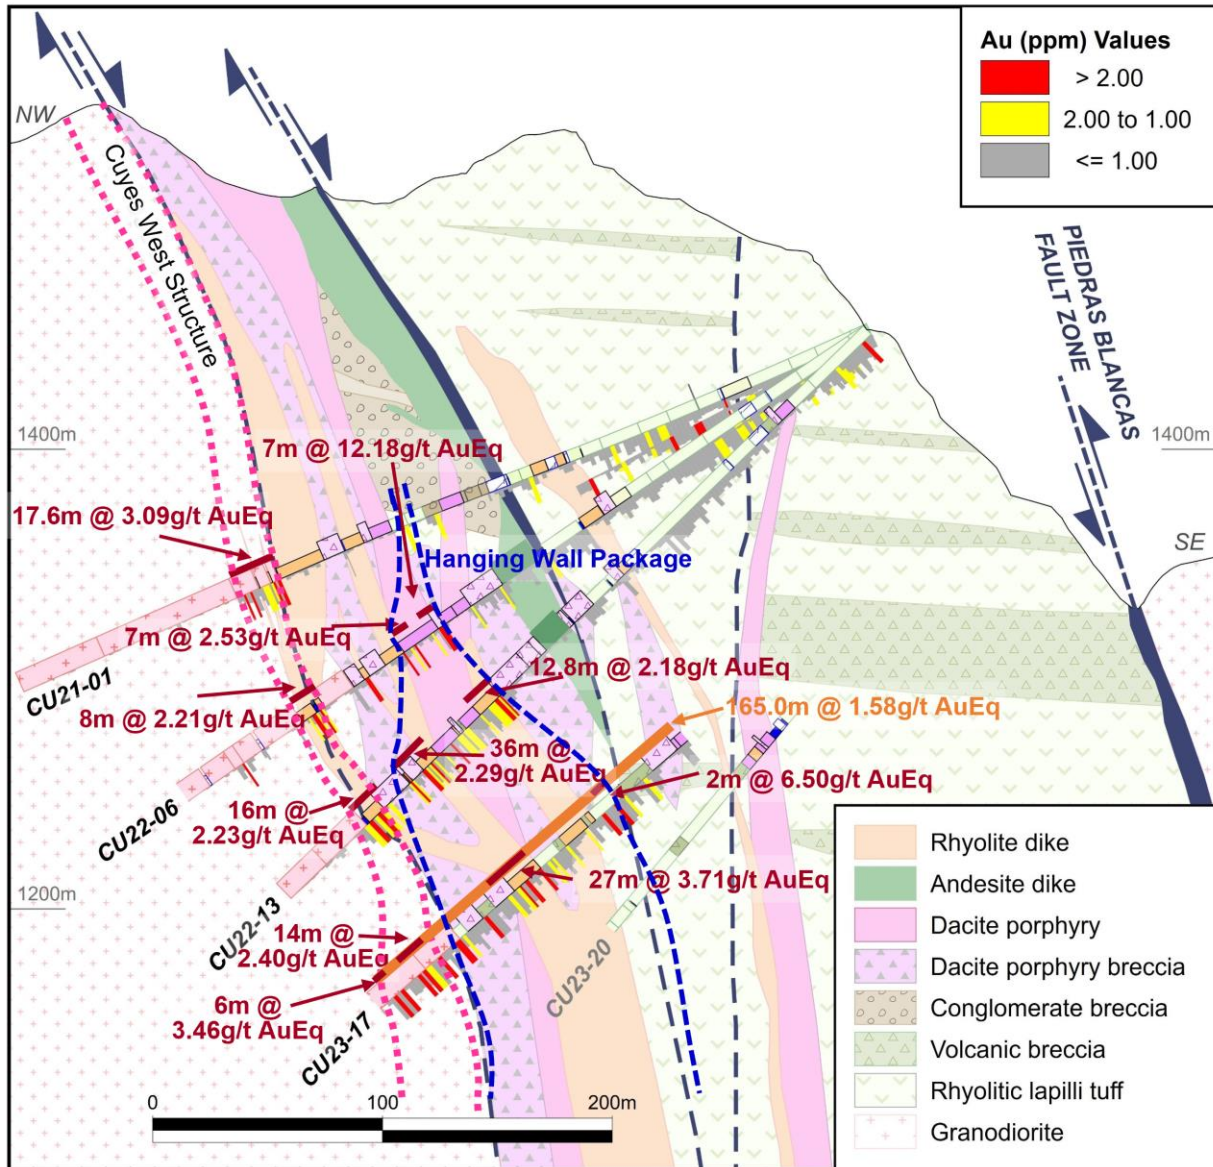 Au (ppm) Values
> 2.00
2.00 to 1.00
<= 1.00
NW
Cuyes West Structure
PIEDRAS BLANCAS
FAULT ZONE
1400m
1400m
7m @ 12.18g/t AuEq
17.6m @ 3.09g/t AuEq
Hanging Wall Package
SE
7m @ 2.53g/t AuEq
CU21-01
12.8m @ 2.18g/t AuEq
8m @ 2.21g/t AuEq
165.0m @ 1.58g/t AuEq
36m @
2.29g/t AuEq
2m @ 6.50g/t AuEq
CU22-06
16m @
2.23g/t AuEq
27m @ 3.71g/t AuEq
1200m
CU22-13
14m @
2.40g/t AuEq
CU23-20
6m @
3.46g/t AuEq
CU23-17
0
100
200m
Rhyolite dike
Andesite dike
Dacite porphyry
Dacite porphyry breccia
Conglomerate breccia
Volcanic breccia
Rhyolitic lapilli tuff
Granodiorite